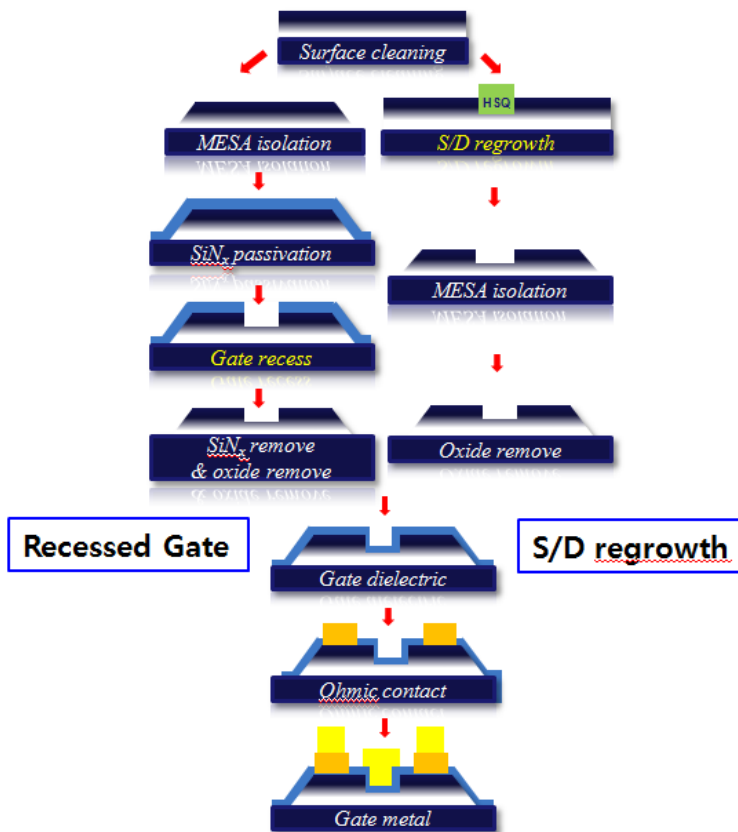 Surface cleaning
HSQ
MESA isolation
S/D regrowth
SiNx passivation
MESA isolation
Gate recess
SiNx remove
& oxide remove
Oxide remove
Recessed Gate
S/D regrowth
Gate dielectric
Ohmic contact
Gate metal